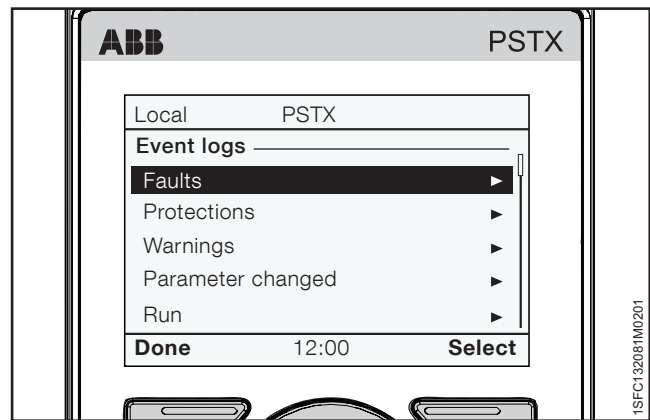 ABB PSTX
Local PSTX
Event logs
Faults
Protections
Warnings
Parameter changed
Run
Done 12:00 Select
1SFC132081M0201